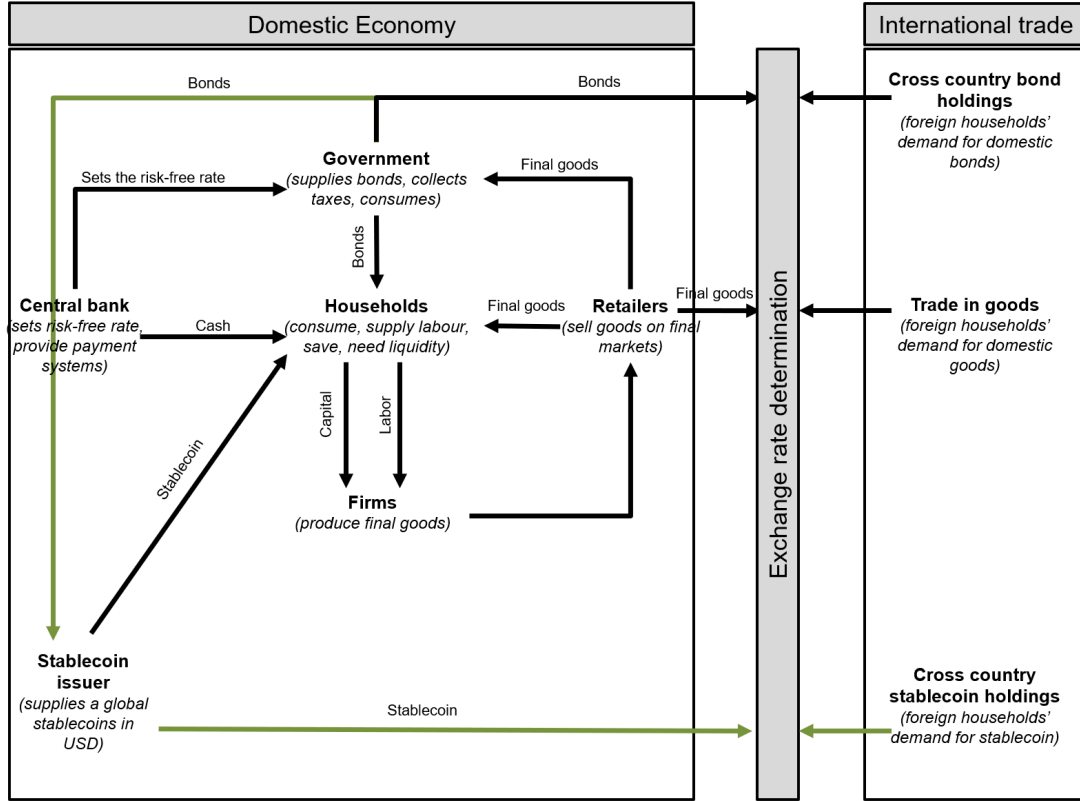 Domestic Economy
International trade
Bonds
Bonds
Cross country bond
holdings
(foreign households'
demand for domestic
bonds)
Government
(supplies bonds, collects
taxes, consumes)
Final goods
Sets the risk-free rate
Bonds
Central bank
(sets risk-free rate,
provide payment
systems)
Cash
Households
(consume, supply labour,
save, need liquidity)
Final goods
Retailers
(sell goods on final
markets)
Final goods
Exchange rate determination
Trade in goods
(foreign households'
demand for domestic
goods)
Capital
Labor
Stablecoin
Firms
(produce final goods)
Stablecoin
issuer
(supplies a global
stablecoins in
USD)
Stablecoin
Cross country
stablecoin holdings
(foreign households'
demand for stablecoin)